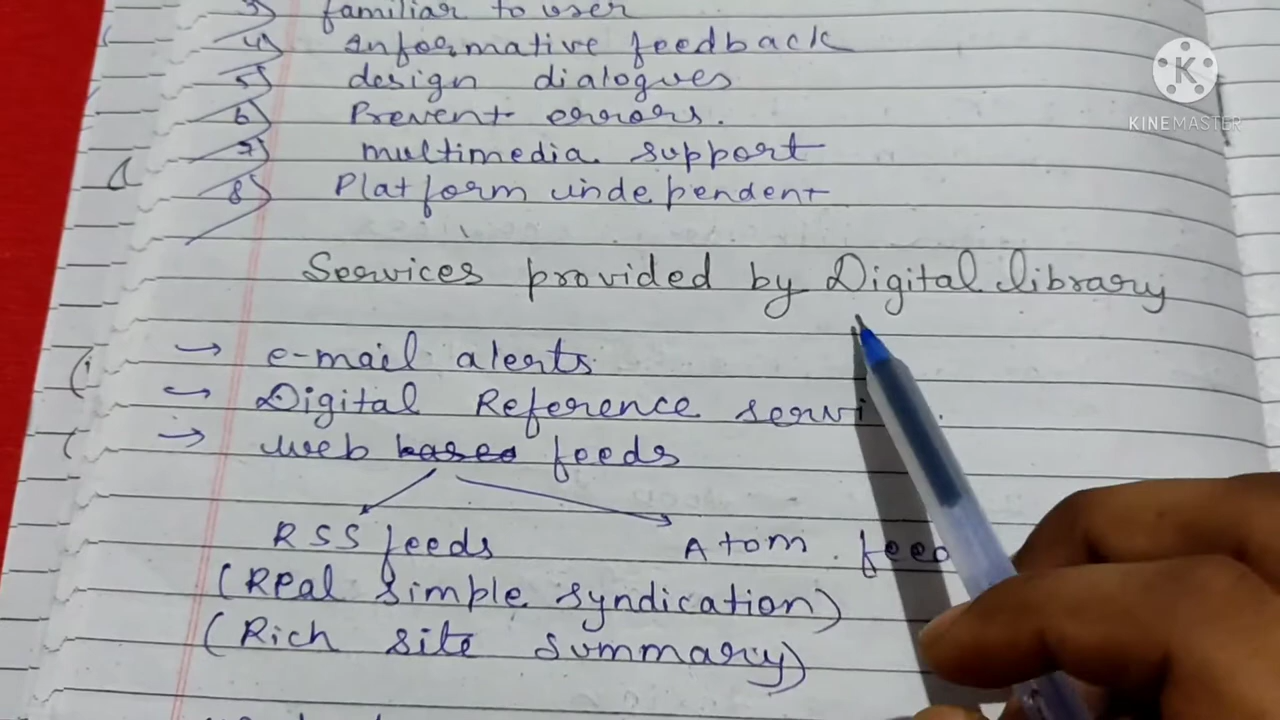 3) familiar to user
4) Informative feedback
5) design dialogues
6) Prevent errors.
7) multimedia support
8) Platform independent
Services provided by Digital library
→ e-mail alerts
→ Digital Reference servi
→ Web based feeds
RSS feeds Atom feed
(Real simple syndication)
(Rich site summary)
KINEMASTER